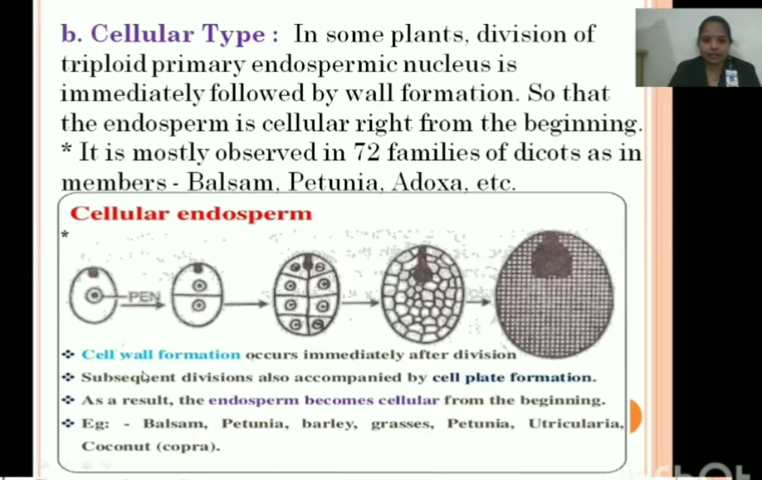 b. Cellular Type : In some plants, division of
triploid primary endospermic nucleus is
immediately followed by wall formation. So that
the endosperm is cellular right from the beginning.
* It is mostly observed in 72 families of dicots as in
members - Balsam, Petunia, Adoxa, etc.
Cellular endosperm
*
PEN
❖ Cell wall formation occurs immediately after division
❖ Subsequent divisions also accompanied by cell plate formation.
❖ As a result, the endosperm becomes cellular from the beginning.
❖ Eg: - Balsam, Petunia, barley, grasses, Petunia, Utricularia,
Coconut (copra).